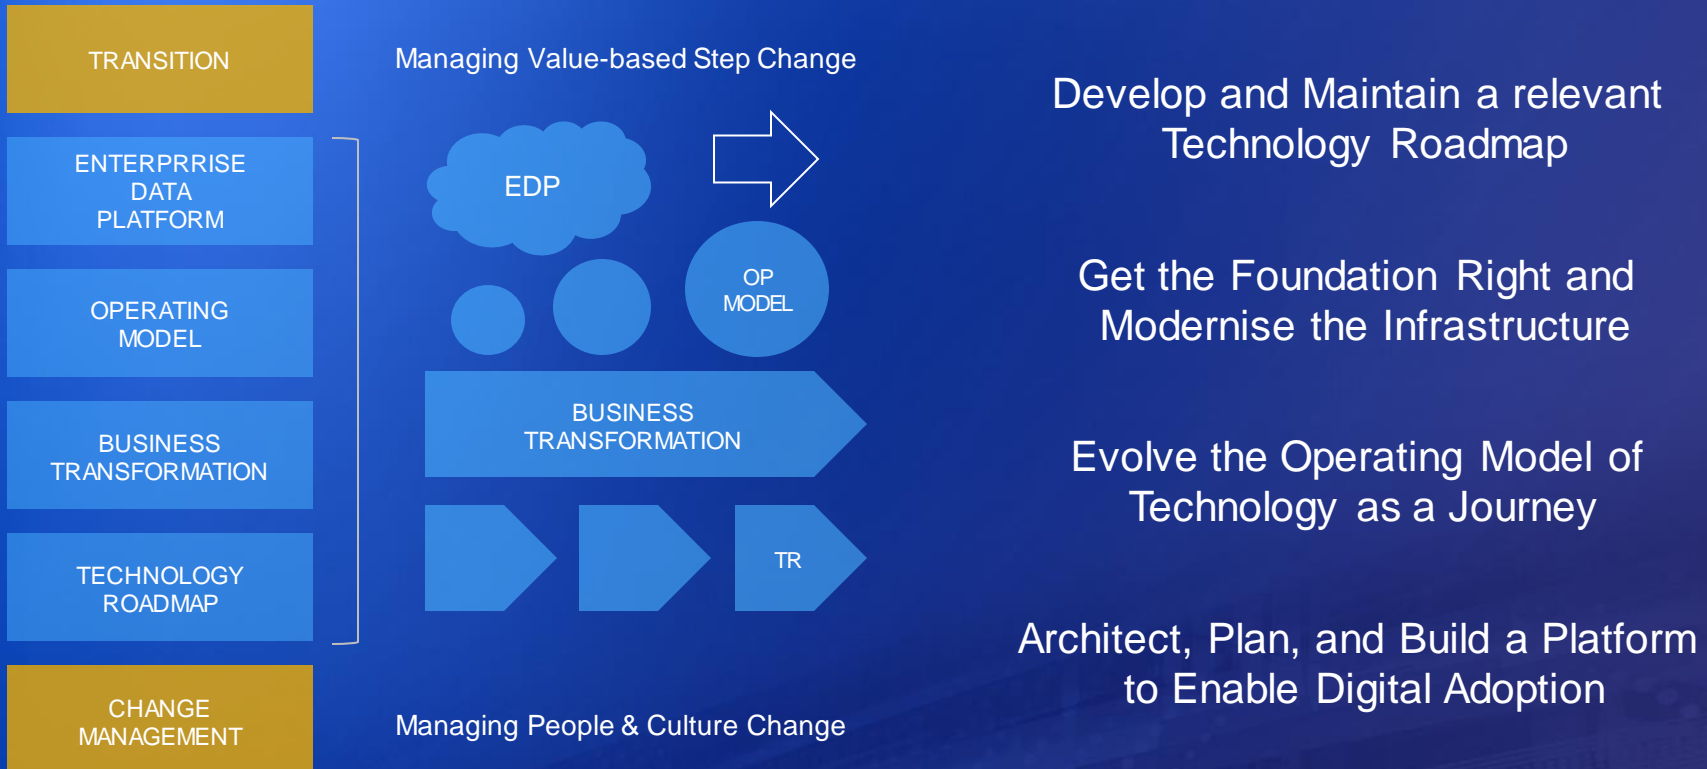 TRANSITION
ENTERPRRISE
DATA
PLATFORM
OPERATING
MODEL
BUSINESS
TRANSFORMATION
TECHNOLOGY
ROADMAP
CHANGE
MANAGEMENT
Managing Value-based Step Change
EDP
OP
MODEL
BUSINESS
TRANSFORMATION
TR
Managing People & Culture Change
Develop and Maintain a relevant
Technology Roadmap
Get the Foundation Right and
Modernise the Infrastructure
Evolve the Operating Model of
Technology as a Journey
Architect, Plan, and Build a Platform
to Enable Digital Adoption